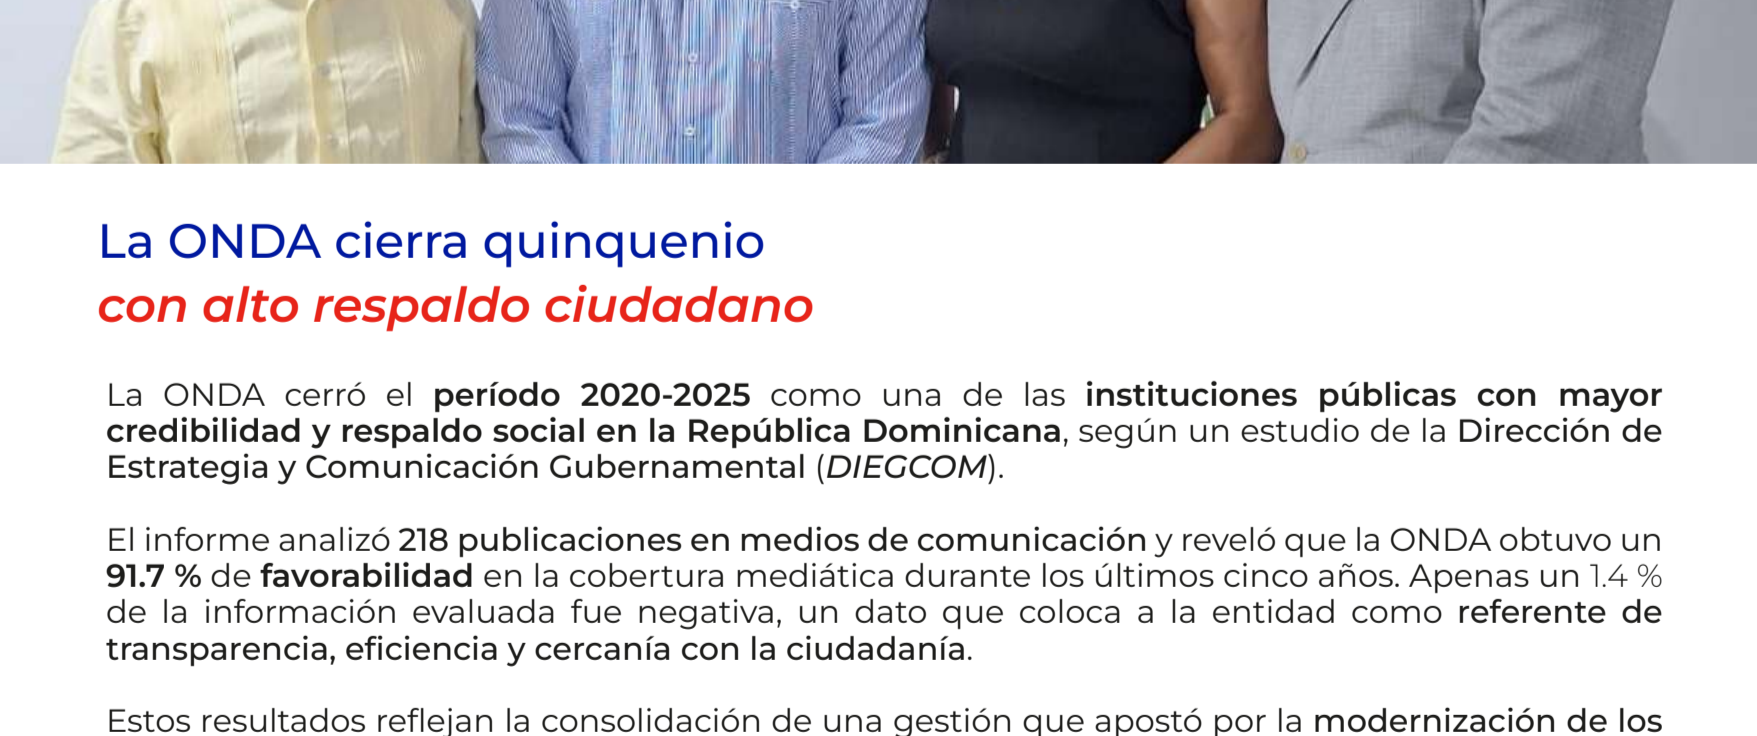 La ONDA cierra quinquenio
con alto respaldo ciudadano
La ONDA cerró el período 2020-2025 como una de las instituciones públicas con mayor
credibilidad y respaldo social en la República Dominicana, según un estudio de la Dirección de
Estrategia y Comunicación Gubernamental (DIEGCOM).
El informe analizó 218 publicaciones en medios de comunicación y reveló que la ONDA obtuvo un
91.7 % de favorabilidad en la cobertura mediática durante los últimos cinco años. Apenas un 1.4 %
de la información evaluada fue negativa, un dato que coloca a la entidad como referente de
transparencia, eficiencia y cercanía con la ciudadanía.
Estos resultados reflejan la consolidación de una gestión que apostó por la modernización de los